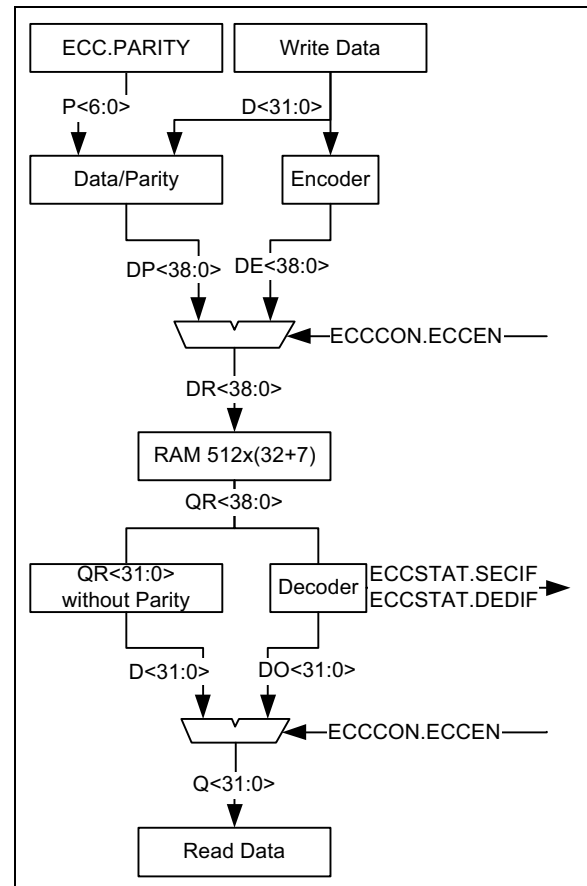 ECC.PARITY
Write Data
P<6:0>
D<31:0>
Data/Parity
Encoder
DP<38:0>
DE<38:0>
ECCCON.ECCEN
DR<38:0>
RAM 512x(32+7)
QR<38:0>
QR<31:0>
without Parity
Decoder
ECCSTAT.SECIF
ECCSTAT.DEDIF
D<31:0>
DO<31:0>
ECCCON.ECCEN
Q<31:0>
Read Data